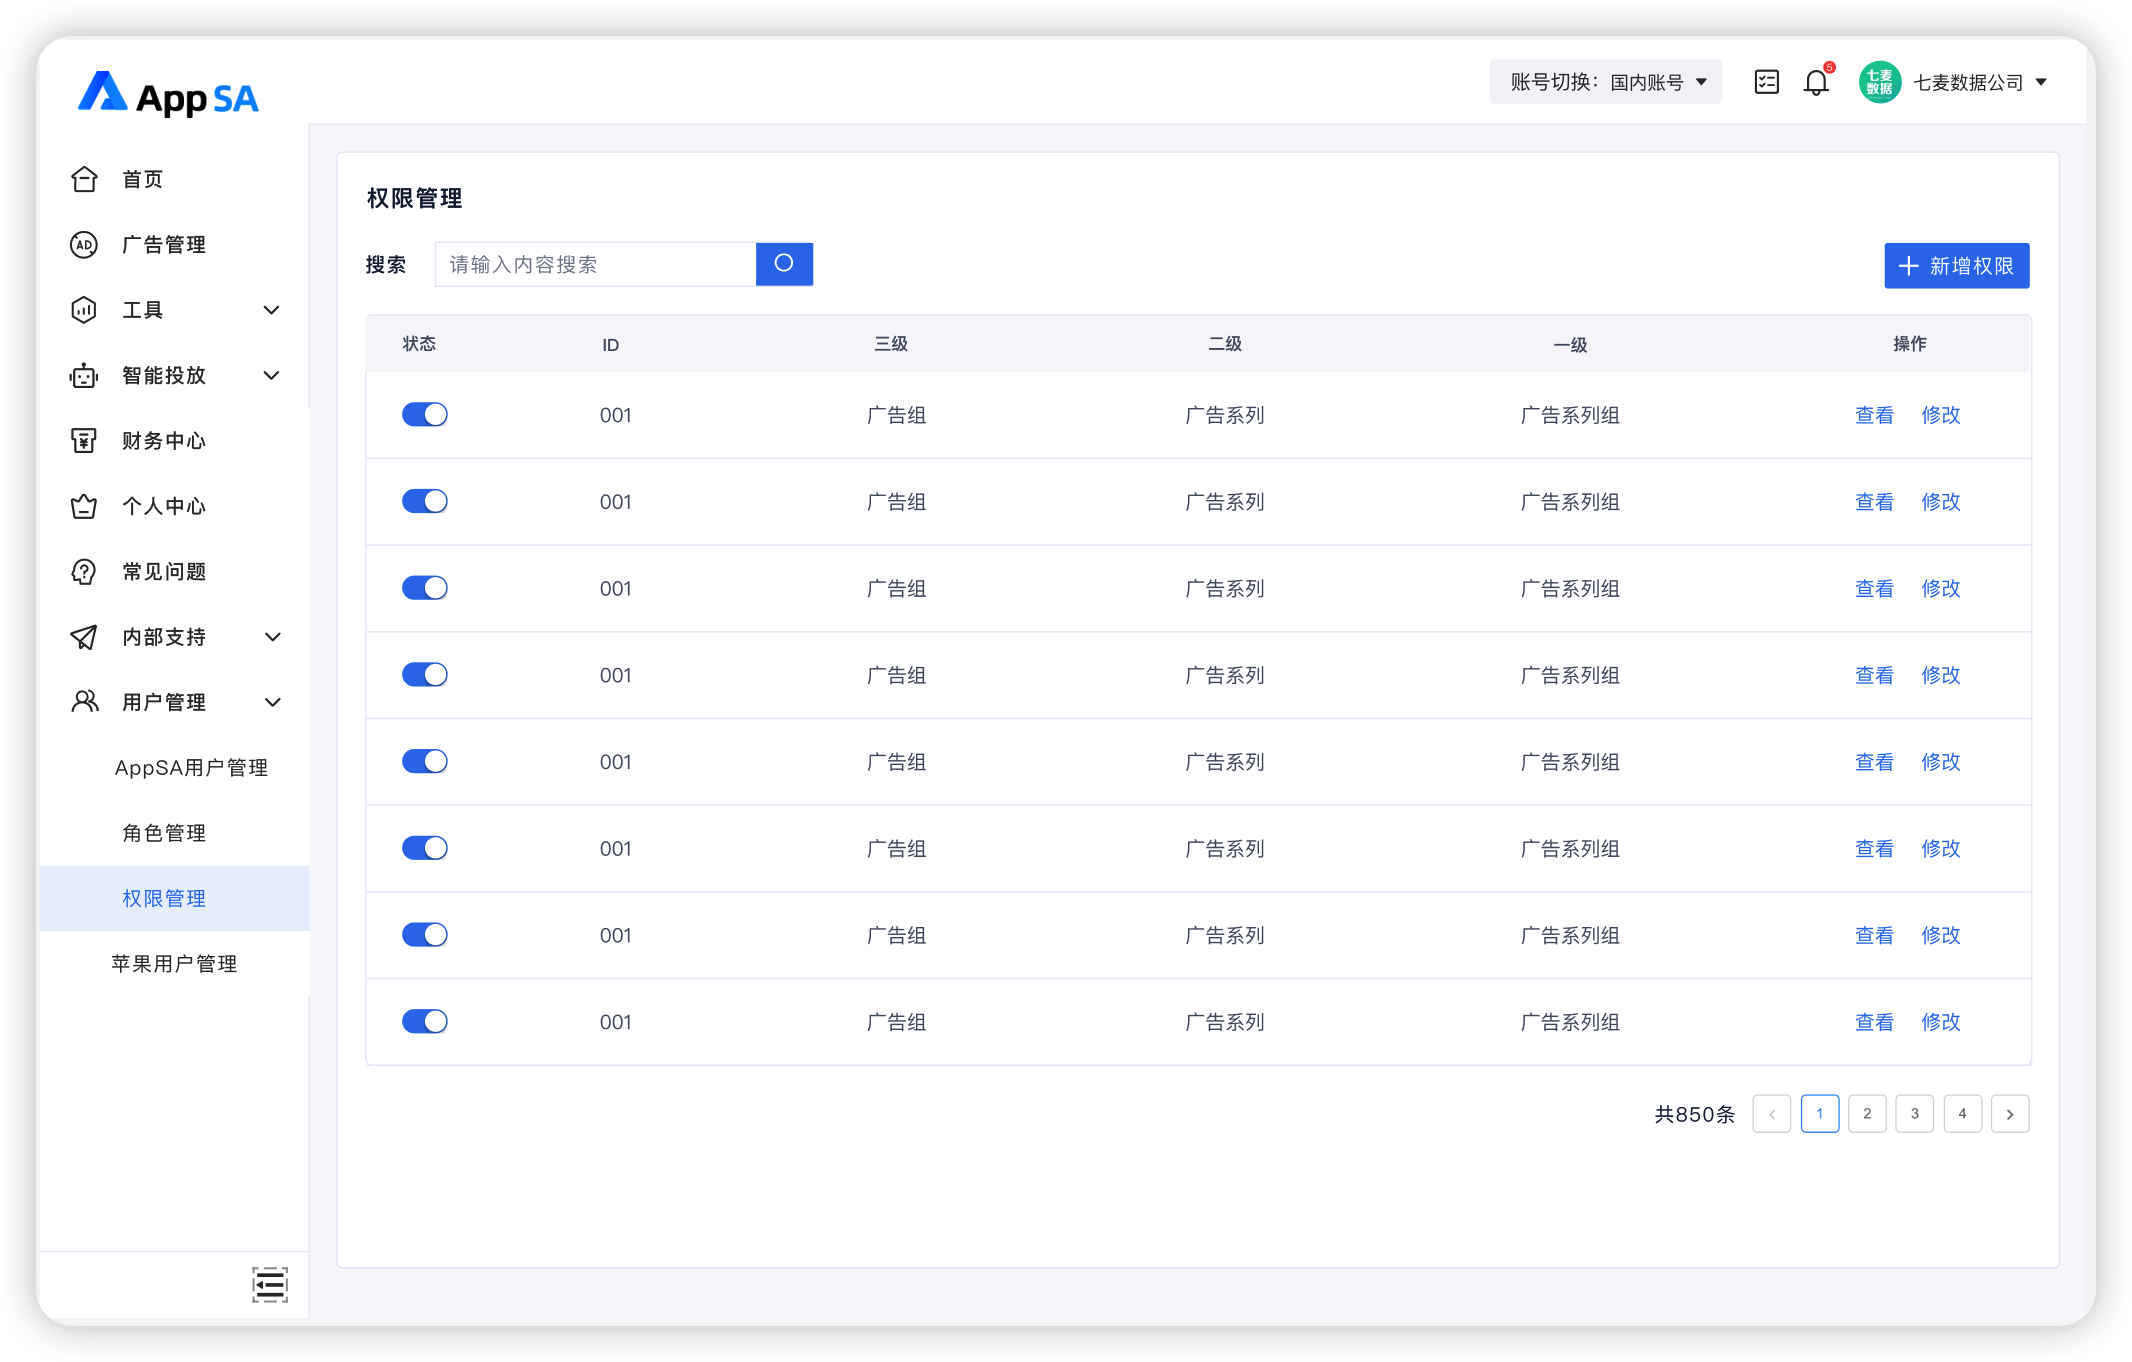 App SA
账号切换：国内账号
5
七麦
数据
七麦数据公司
首页
AD 广告管理
工具
智能投放
财务中心
个人中心
常见问题
内部支持
用户管理
AppSA用户管理
角色管理
权限管理
苹果用户管理
权限管理
搜索 请输入内容搜索
新增权限
状态 ID 三级 二级 一级 操作
001 广告组 广告系列 广告系列组 查看 修改
001 广告组 广告系列 广告系列组 查看 修改
001 广告组 广告系列 广告系列组 查看 修改
001 广告组 广告系列 广告系列组 查看 修改
001 广告组 广告系列 广告系列组 查看 修改
001 广告组 广告系列 广告系列组 查看 修改
001 广告组 广告系列 广告系列组 查看 修改
001 广告组 广告系列 广告系列组 查看 修改
共850条 1 2 3 4